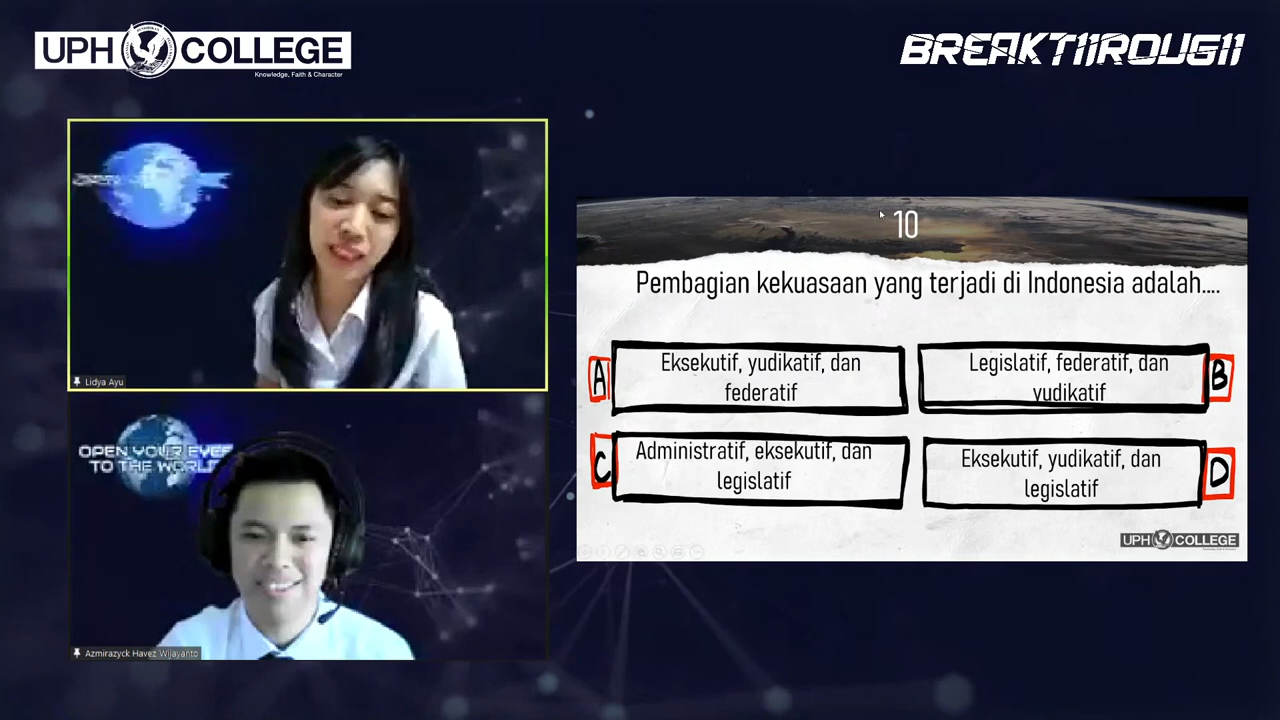 UPH COLLEGE
Knowledge, Faith & Character
BREAKT11ROUG11
OPEN YOUR EYES
TO THE WORLD
Lidya Ayu
Azmirazyck Havez Wijayanto
10
Pembagian kekuasaan yang terjadi di Indonesia adalah....
A
Eksekutif, yudikatif, dan
federatif
Legislatif, federatif, dan
yudikatif
B
C
Administratif, eksekutif, dan
legislatif
Eksekutif, yudikatif, dan
legislatif
D
UPH COLLEGE